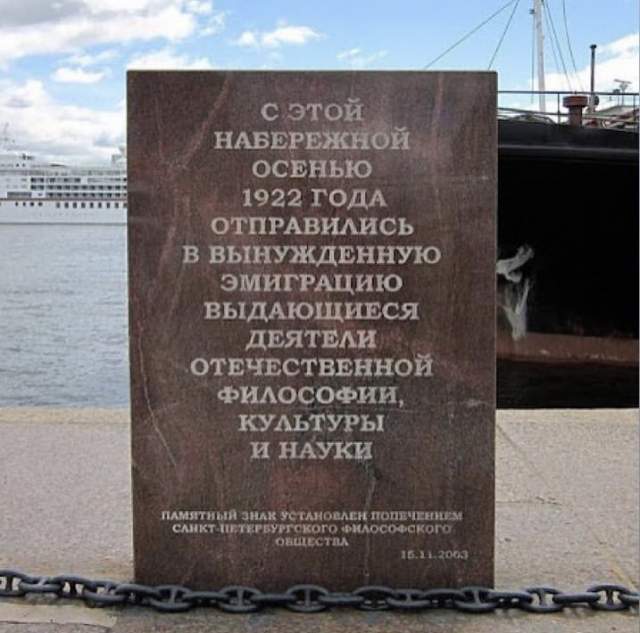 С ЭТОЙ
НАБЕРЕЖНОЙ
ОСЕНЬЮ
1922 ГОДА
ОТПРАВИЛИСЬ
В ВЫНУЖДЕННУЮ
ЭМИГРАЦИЮ
ВЫДАЮЩИЕСЯ
ДЕЯТЕЛИ
ОТЕЧЕСТВЕННОЙ
ФИЛОСОФИИ,
КУЛЬТУРЫ
И НАУКИ
ПАМЯТНЫЙ ЗНАК УСТАНОВЛЕН ПОПЕЧЕНИЕМ
САНКТ-ПЕТЕРБУРГСКОГО ФИЛОСОФСКОГО
ОБЩЕСТВА
15.11.2003